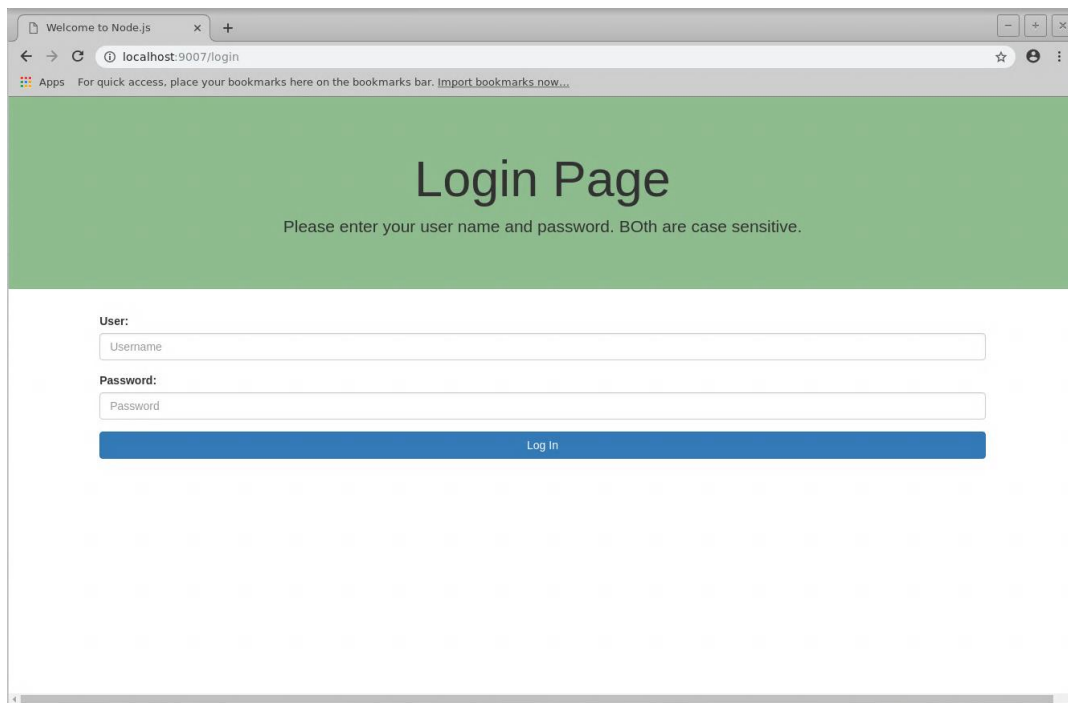 Welcome to Node.js
localhost:9007/login
Apps For quick access, place your bookmarks here on the bookmarks bar. Import bookmarks now...
Login Page
Please enter your user name and password. BOth are case sensitive.
User:
Username
Password:
Password
Log In